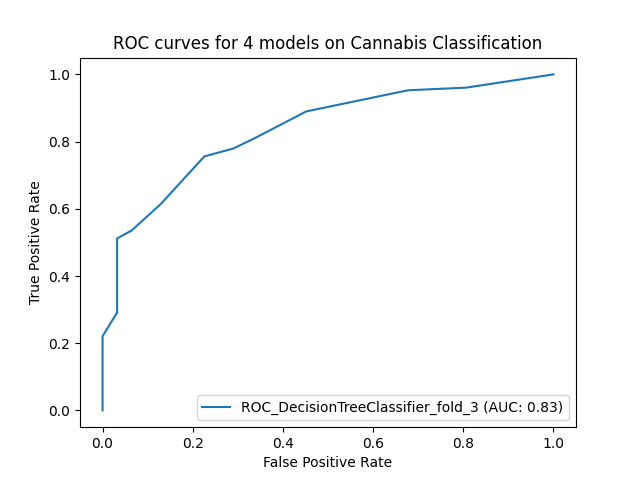 ROC curves for 4 models on Cannabis Classification
1.0
0.8
0.6
0.4
0.2
0.0
True Positive Rate
ROC_DecisionTreeClassifier_fold_3 (AUC: 0.83)
0.0 0.2 0.4 0.6 0.8 1.0
False Positive Rate